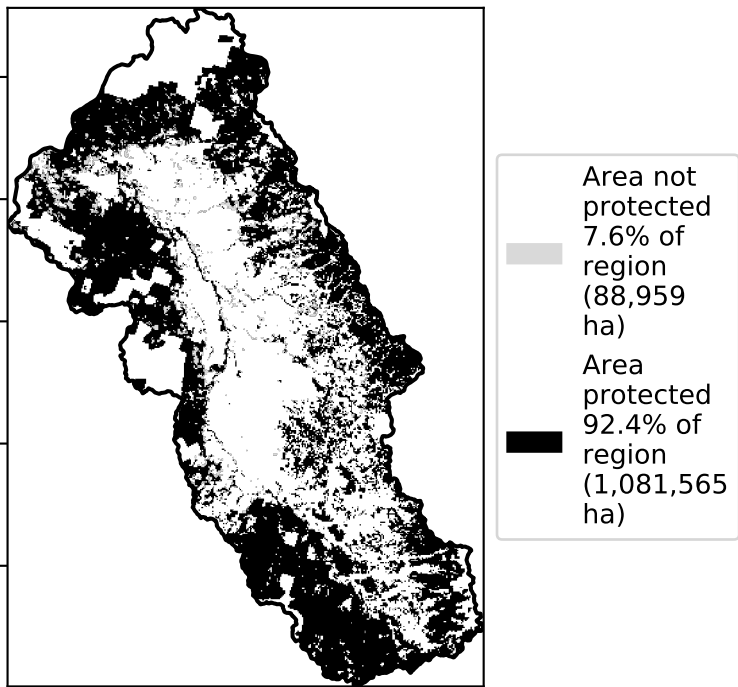 Area not
protected
7.6% of
region
(88,959
ha)
Area
protected
92.4% of
region
(1,081,565
ha)